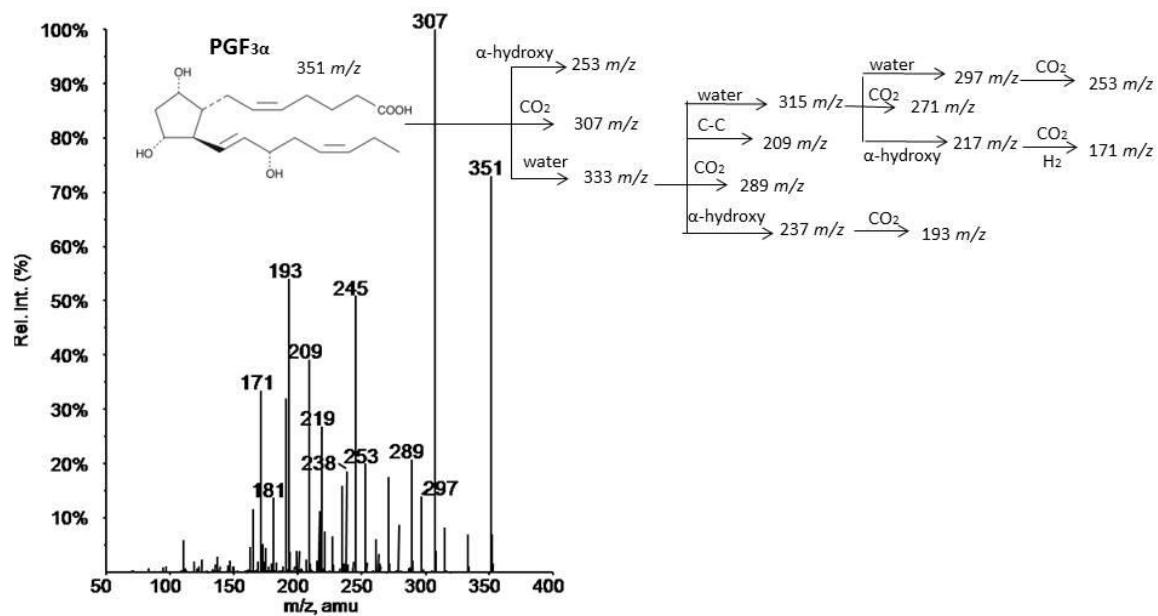 100%
90%
80%
70%
60%
50%
40%
30%
20%
10%
Rel. Int. (%)
50 100 150 200 250 300 350 400
m/z, amu
307
351
193
245
209
171
219
238
253
289
181
297
PGF3α
351 m/z
OH
COOH
HO
OH
α-hydroxy
253 m/z
CO2
307 m/z
water
333 m/z
water
315 m/z
C-C
209 m/z
CO2
289 m/z
α-hydroxy
237 m/z
CO2
193 m/z
water
297 m/z
CO2
253 m/z
CO2
271 m/z
α-hydroxy
217 m/z
CO2
H2
171 m/z